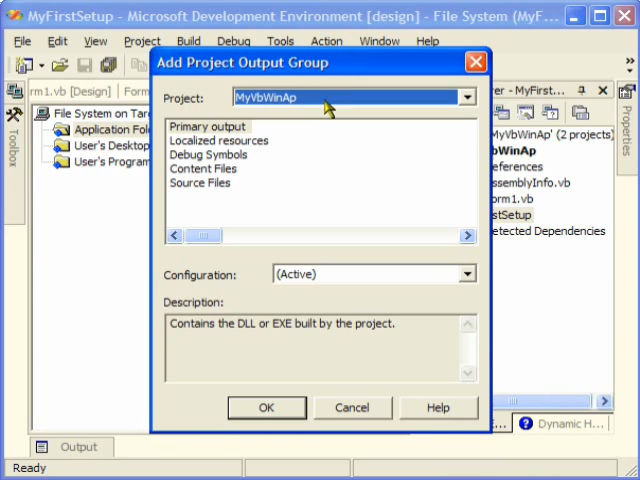 MyFirstSetup - Microsoft Development Environment [design] - File System (MyF...
File Edit View Project Build Debug Tools Action Window Help
Add Project Output Group
Project: MyVbWinAp
Primary output
Localized resources
Debug Symbols
Content Files
Source Files
Configuration: (Active)
Description:
Contains the DLL or EXE built by the project.
OK Cancel Help
rm1.vb [Design] Form
File System on Targ
Application Fol
User's Desktop
User's Program
Toolbox
rer - MyFirst...
MyVbWinAp' (2 projects)
bWinAp
eferences
ssemblyInfo.vb
orm1.vb
rstSetup
etected Dependencies
Properties
E... Dynamic H...
Output
Ready